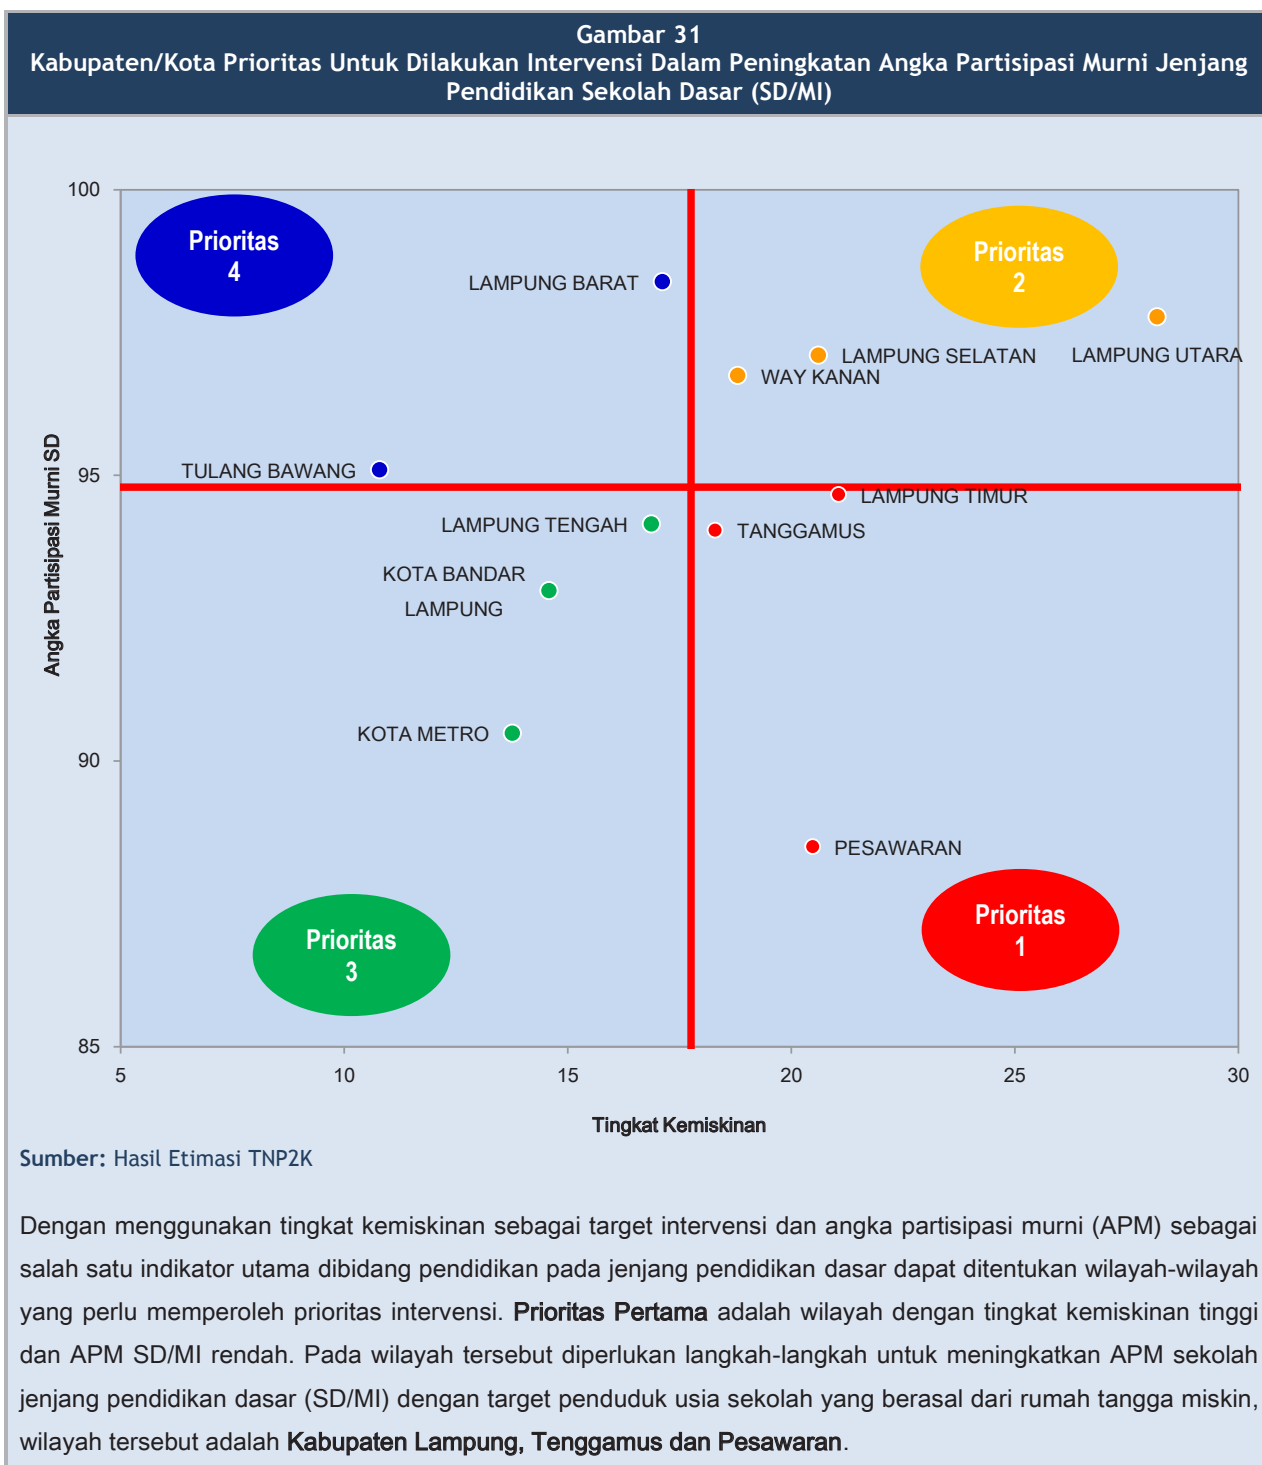 Gambar 31
Kabupaten/Kota Prioritas Untuk Dilakukan Intervensi Dalam Peningkatan Angka Partisipasi Murni Jenjang
Pendidikan Sekolah Dasar (SD/MI)
100
Prioritas
4
Prioritas
2
LAMPUNG BARAT
LAMPUNG SELATAN
LAMPUNG UTARA
WAY KANAN
Angka Partisipasi Murni SD
95
TULANG BAWANG
LAMPUNG TIMUR
LAMPUNG TENGAH
TANGGAMUS
KOTA BANDAR
LAMPUNG
KOTA METRO
90
PESAWARAN
Prioritas
3
Prioritas
1
85
5 10 15 20 25 30
Tingkat Kemiskinan
Sumber: Hasil Etimasi TNP2K
Dengan menggunakan tingkat kemiskinan sebagai target intervensi dan angka partisipasi murni (APM) sebagai
salah satu indikator utama dibidang pendidikan pada jenjang pendidikan dasar dapat ditentukan wilayah-wilayah
yang perlu memperoleh prioritas intervensi. Prioritas Pertama adalah wilayah dengan tingkat kemiskinan tinggi
dan APM SD/MI rendah. Pada wilayah tersebut diperlukan langkah-langkah untuk meningkatkan APM sekolah
jenjang pendidikan dasar (SD/MI) dengan target penduduk usia sekolah yang berasal dari rumah tangga miskin,
wilayah tersebut adalah Kabupaten Lampung, Tenggamus dan Pesawaran.